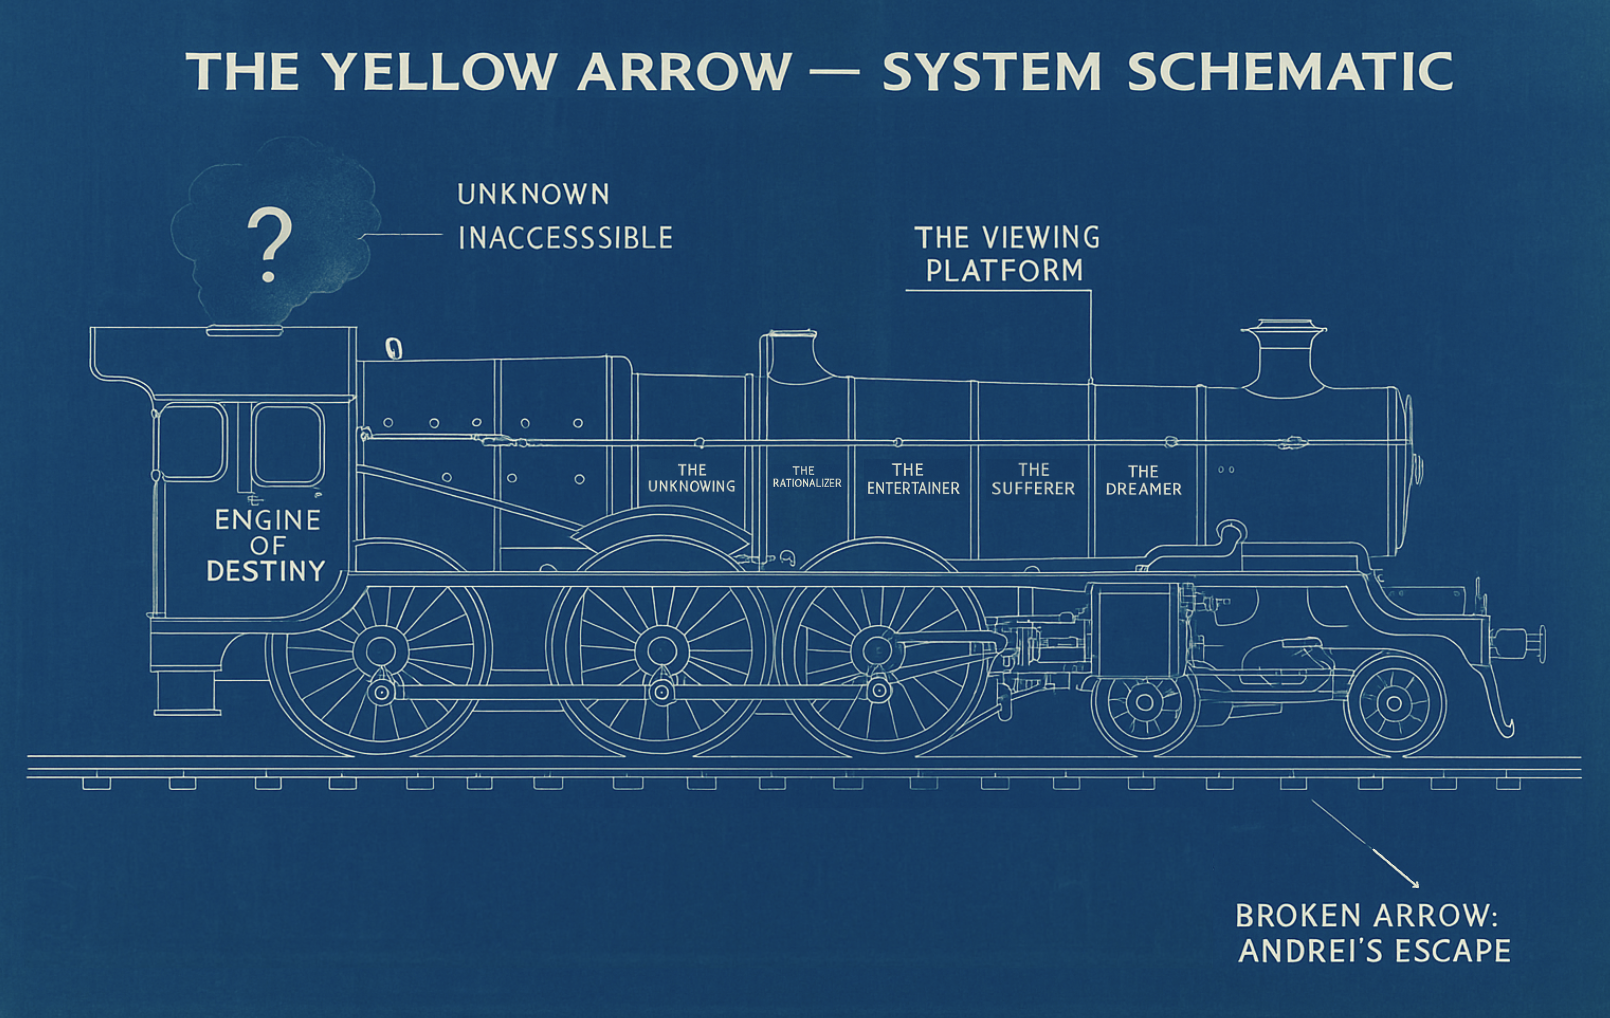 THE YELLOW ARROW — SYSTEM SCHEMATIC
?
UNKNOWN
INACCESSSIBLE
THE VIEWING
PLATFORM
ENGINE
OF
DESTINY
THE
UNKNOWING
THE
RATIONALIZER
THE
ENTERTAINER
THE
SUFFERER
THE
DREAMER
BROKEN ARROW:
ANDREI'S ESCAPE